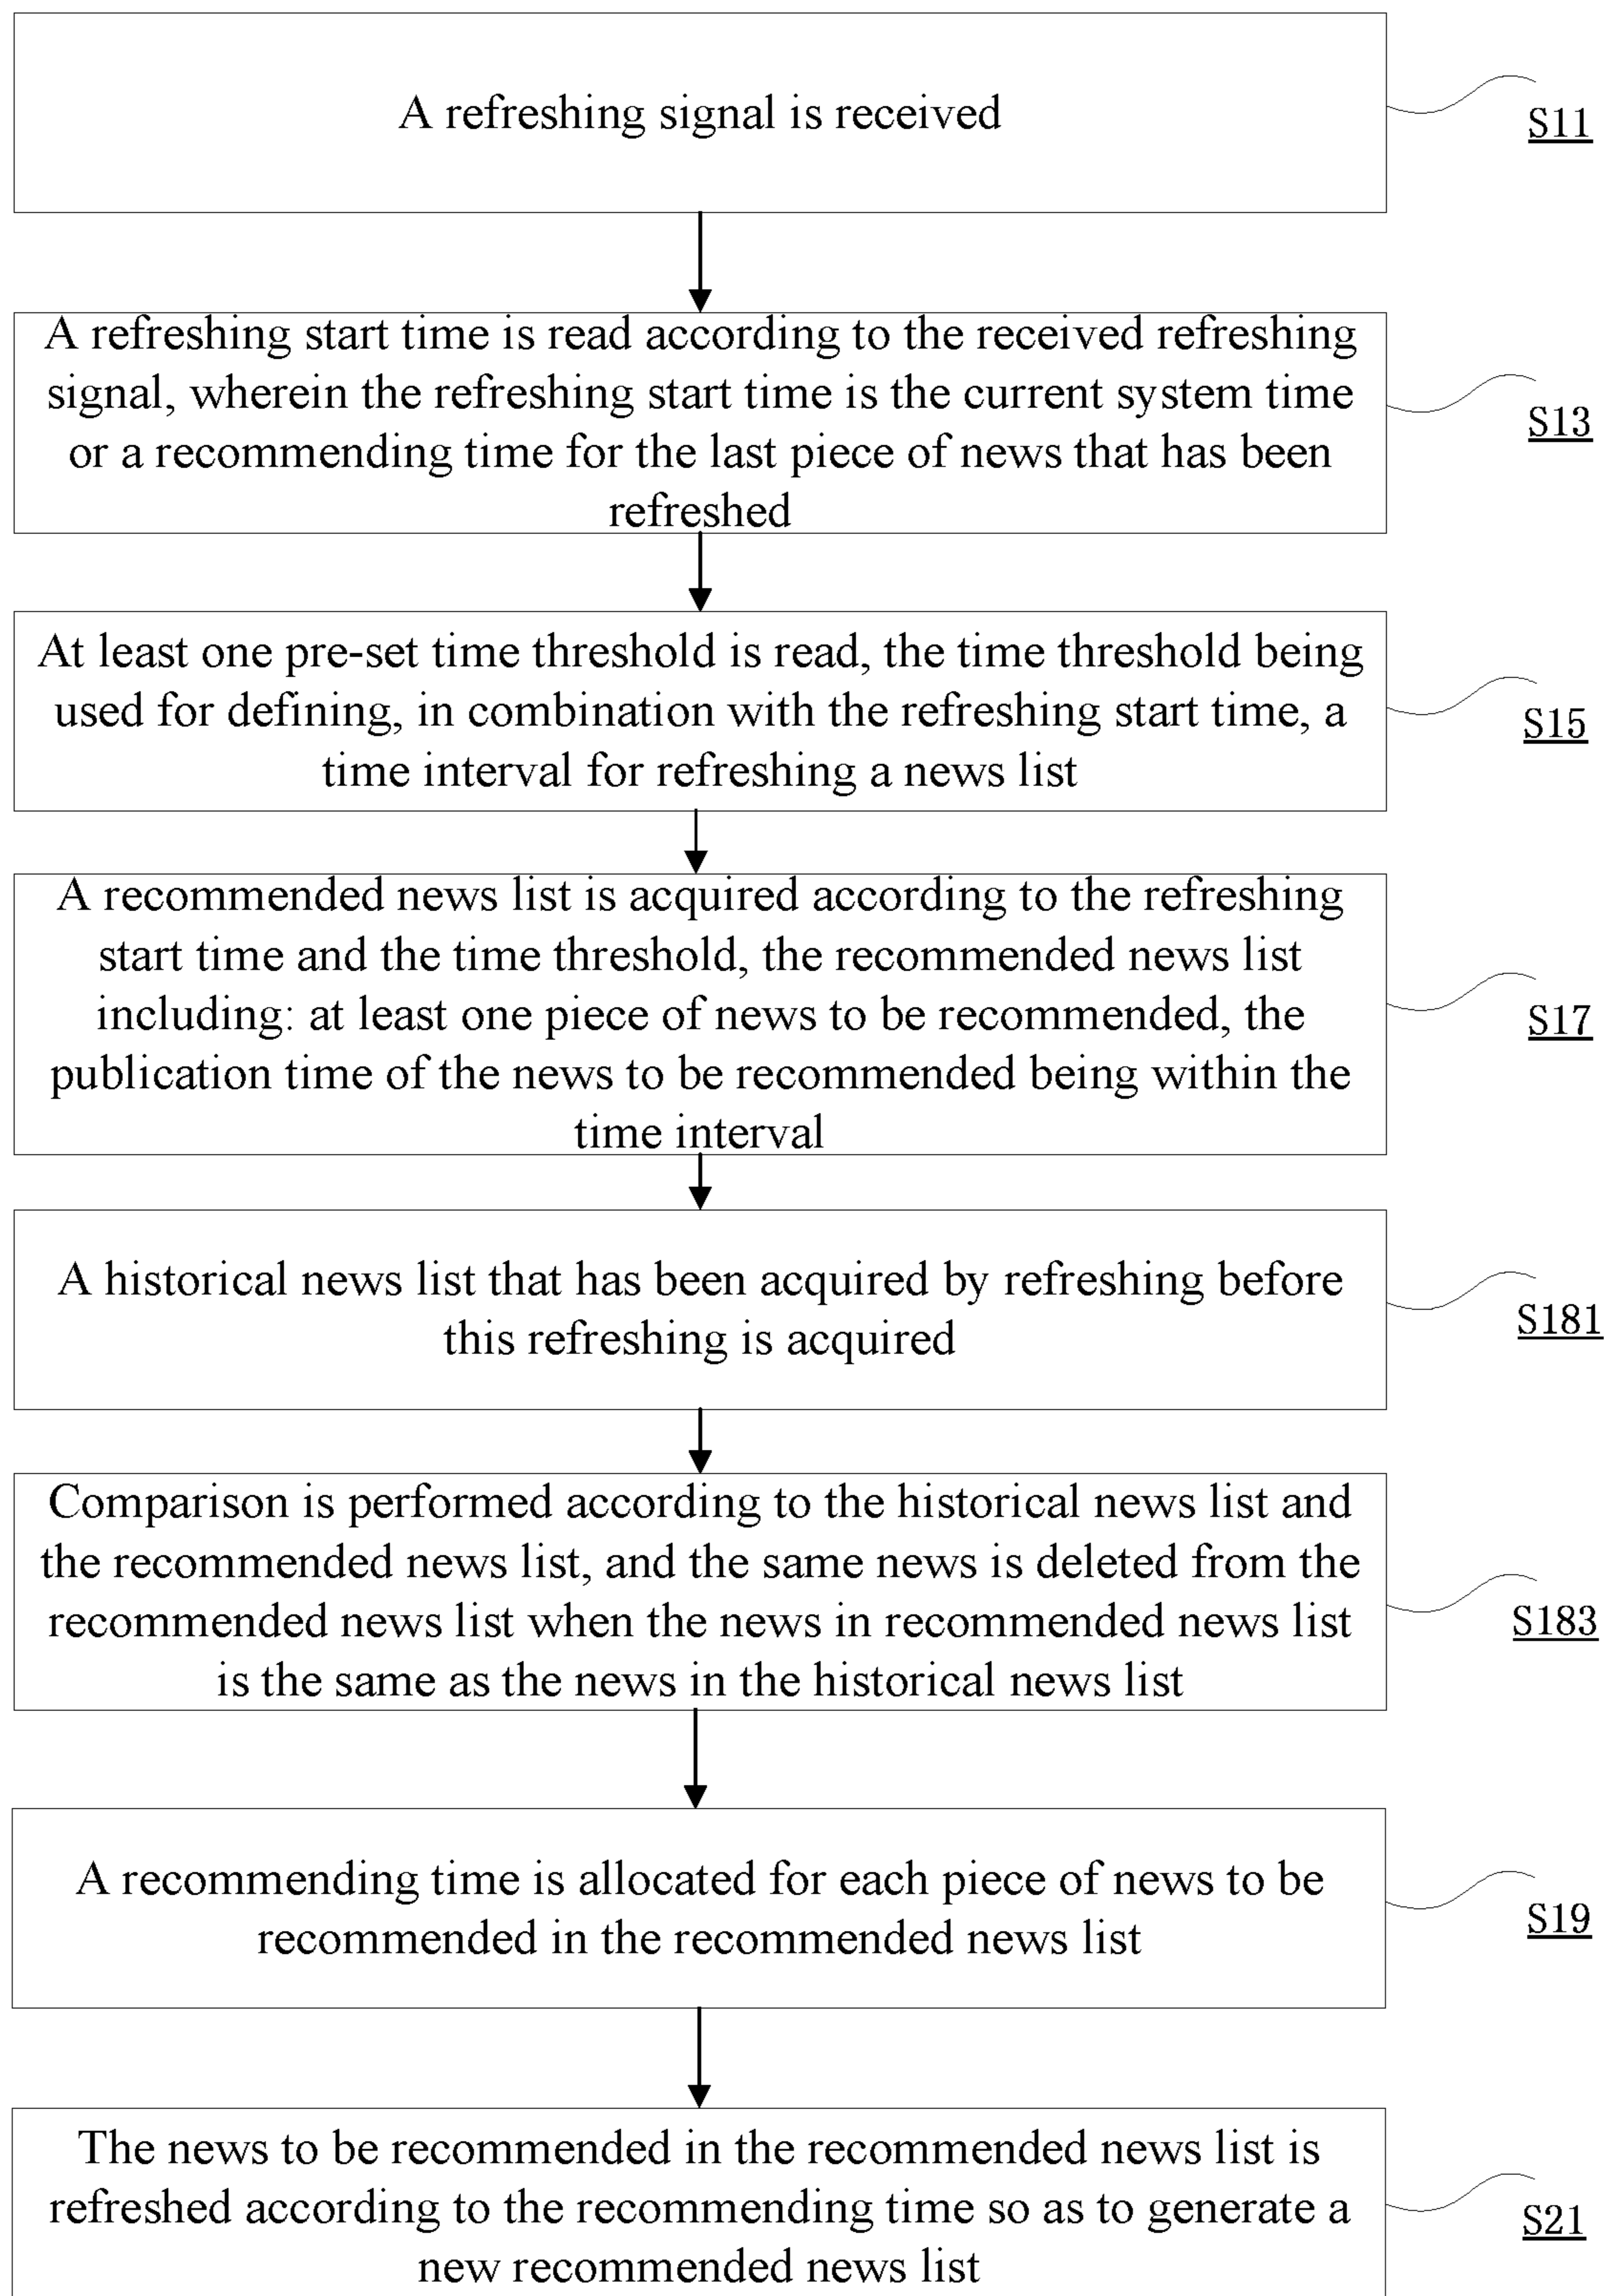 A refreshing signal is received
S11
A refreshing start time is read according to the received refreshing
signal, wherein the refreshing start time is the current system time
or a recommending time for the last piece of news that has been
refreshed
S13
At least one pre-set time threshold is read, the time threshold being
used for defining, in combination with the refreshing start time, a
time interval for refreshing a news list
S15
A recommended news list is acquired according to the refreshing
start time and the time threshold, the recommended news list
including: at least one piece of news to be recommended, the
publication time of the news to be recommended being within the
time interval
S17
A historical news list that has been acquired by refreshing before
this refreshing is acquired
S181
Comparison is performed according to the historical news list and
the recommended news list, and the same news is deleted from the
recommended news list when the news in recommended news list
is the same as the news in the historical news list
S183
A recommending time is allocated for each piece of news to be
recommended in the recommended news list
S19
The news to be recommended in the recommended news list is
refreshed according to the recommending time so as to generate a
new recommended news list
S21